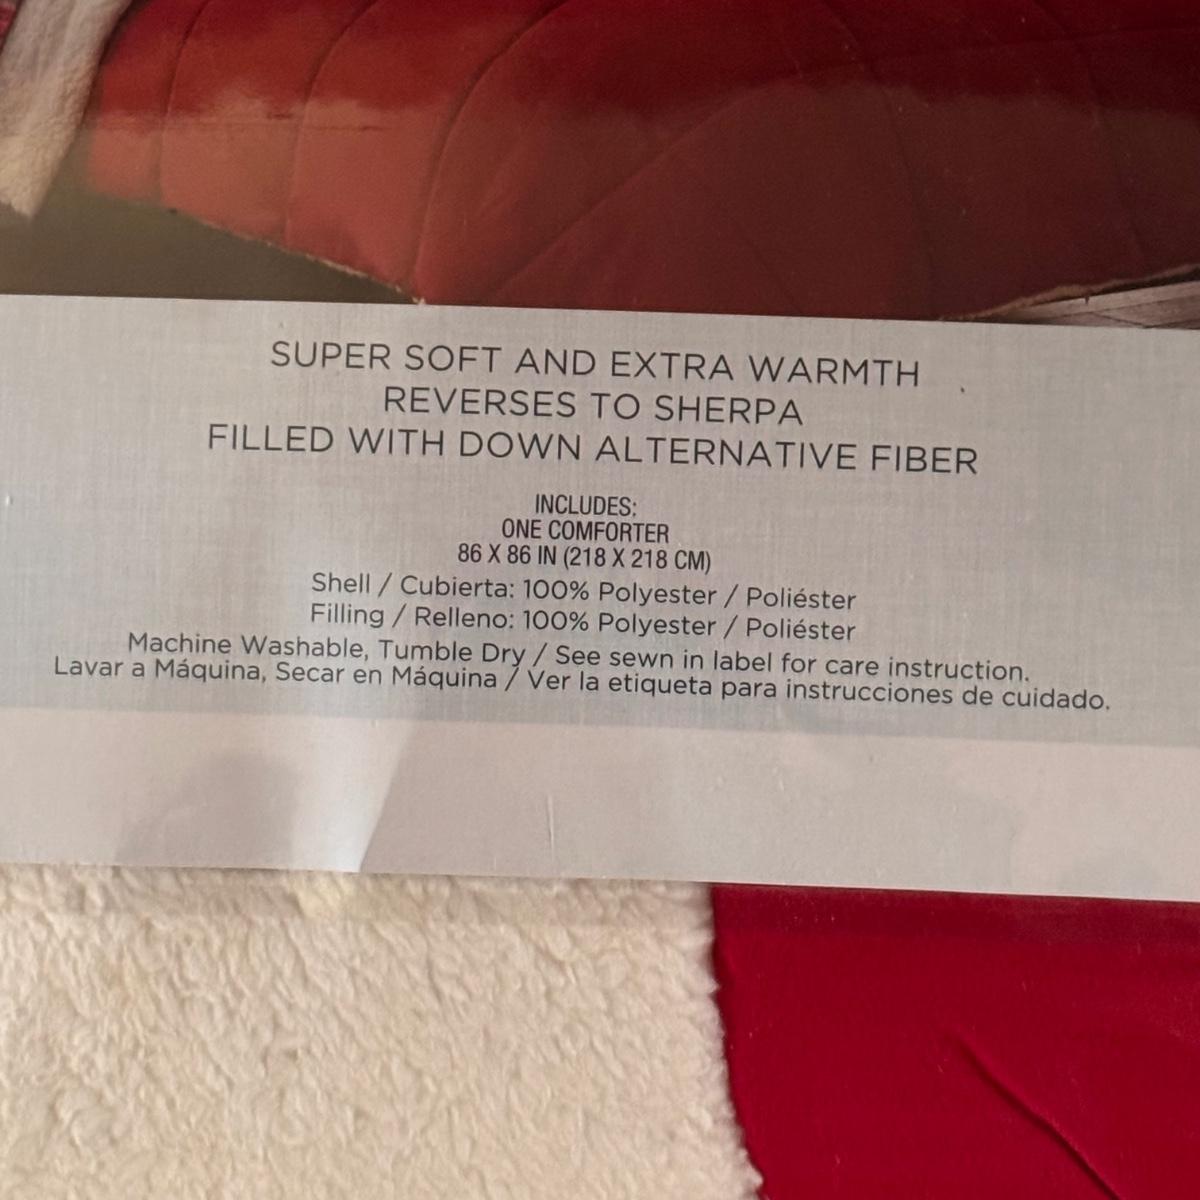 SUPER SOFT AND EXTRA WARMTH
REVERSES TO SHERPA
FILLED WITH DOWN ALTERNATIVE FIBER
INCLUDES:
ONE COMFORTER
86 X 86 IN (218 X 218 CM)
Shell / Cubierta: 100% Polyester / Poliéster
Filling / Relleno: 100% Polyester / Poliéster
Machine Washable, Tumble Dry / See sewn in label for care instruction.
Lavar a Máquina, Secar en Máquina / Ver la etiqueta para instrucciones de cuidado.